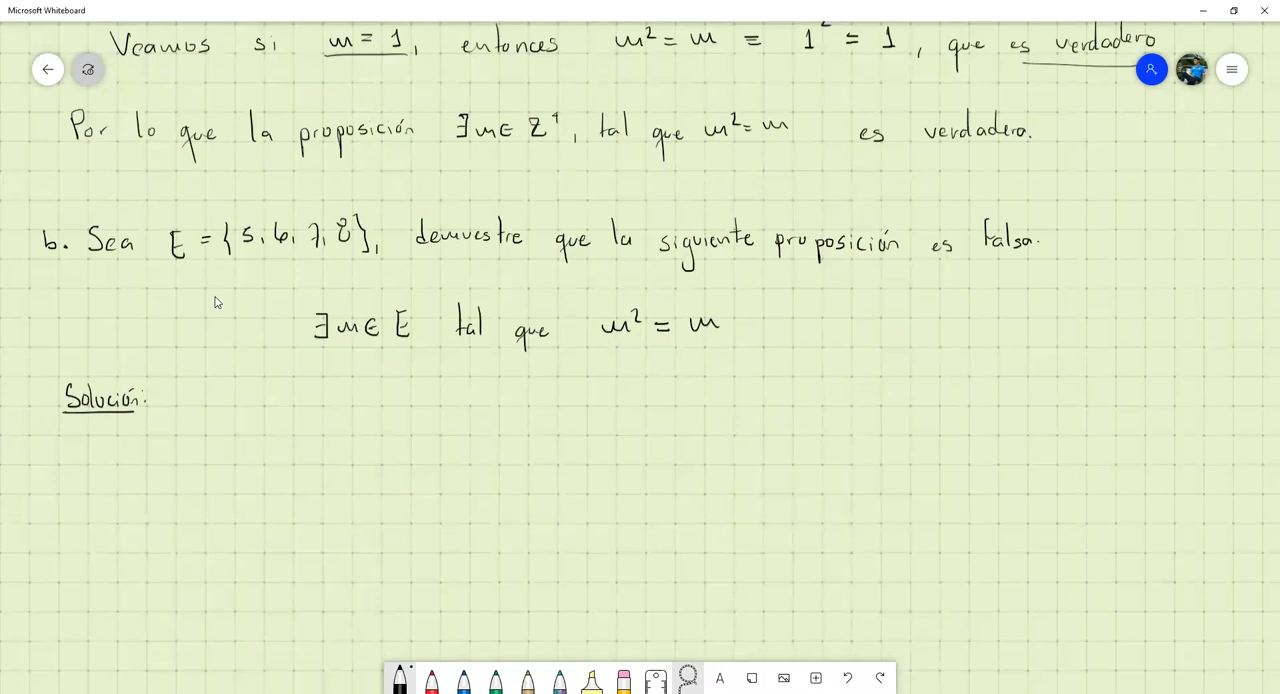 Microsoft Whiteboard
Veamos si m = 1, entonces m² = m ≡ 1² = 1, que es verdadero
Por lo que la proposición ∃m∈ Z⁺, tal que m² = m es verdadera.
b. Sea E = {5, 6, 7, 8}, demuestre que la siguiente proposición es falsa.
∃m∈ E tal que m² = m
Solución:
A